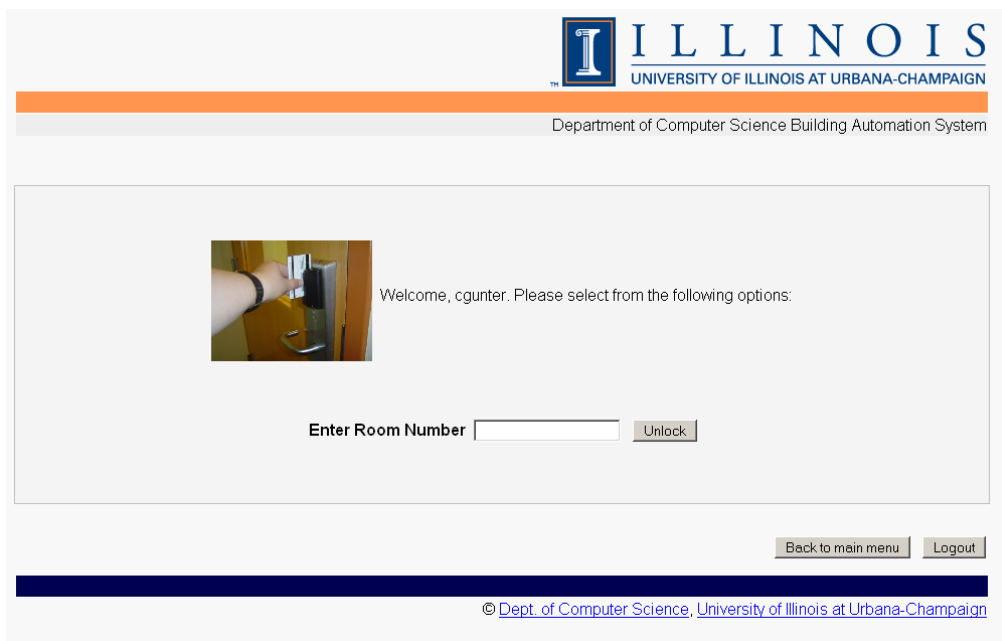 ILLINOIS
UNIVERSITY OF ILLINOIS AT URBANA-CHAMPAIGN
TM
Department of Computer Science Building Automation System
Welcome, cgunter. Please select from the following options:
Enter Room Number Unlock
Back to main menu Logout
© Dept. of Computer Science, University of Illinois at Urbana-Champaign